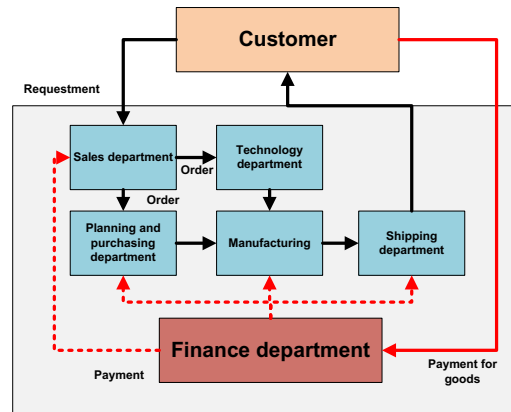 Customer
Requestment
Sales department
Order
Technology
department
Order
Planning and
purchasing
department
Manufacturing
Shipping
department
Finance department
Payment
Payment for
goods